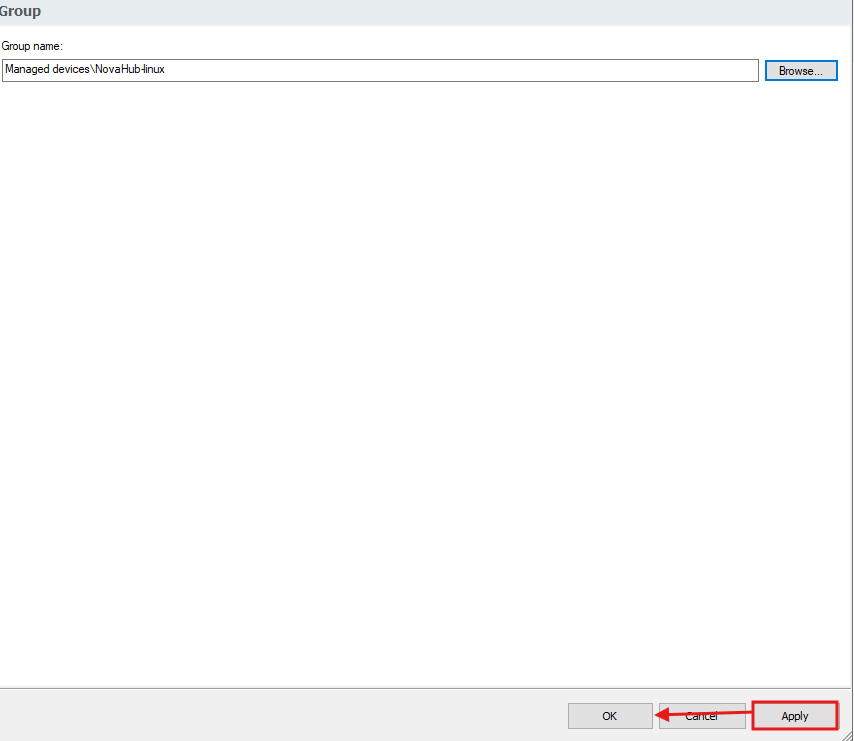 Group
Group name:
Managed devices\NovaHub-linux
Browse...
OK
Cancel
Apply